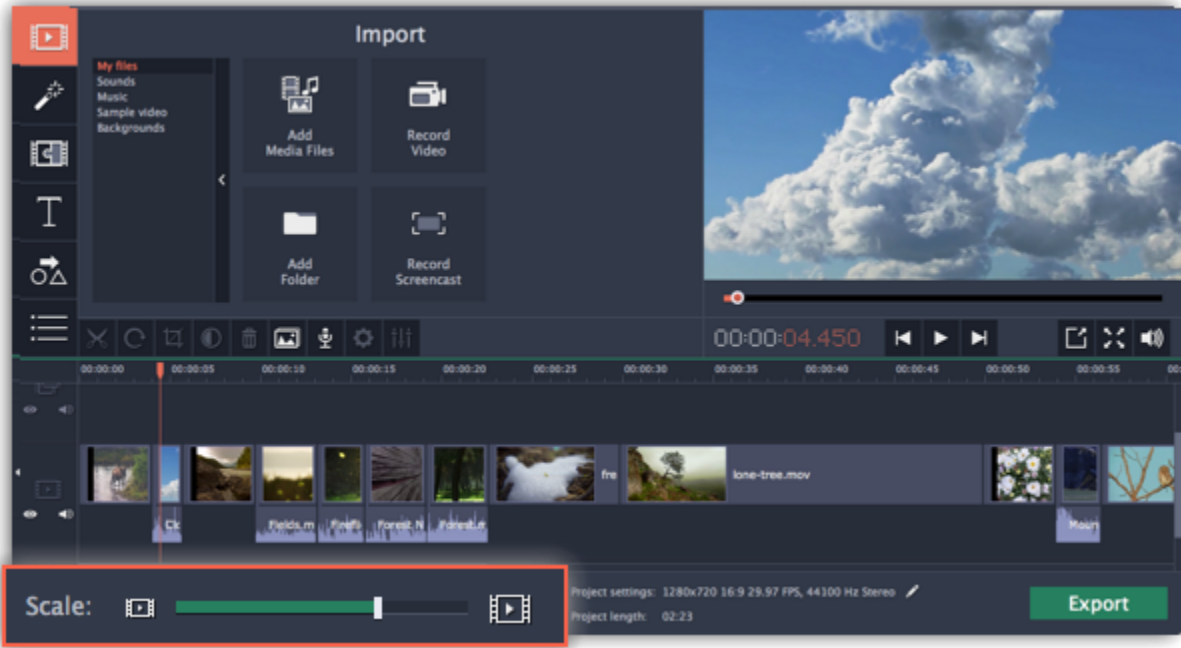 Import
My files
Sounds
Music
Sample video
Backgrounds
Add
Media Files
Record
Video
Add
Folder
Record
Screencast
T
00:00:04.450
00:00:00
00:00:05
00:00:10
00:00:15
00:00:20
00:00:25
00:00:30
00:00:35
00:00:40
00:00:45
00:00:50
00:00:55
00:
fre
lone-tree.mov
Fields.m
Firefli
Forest.N
Forest.m
Moun
Scale:
Project settings: 1280x720 16:9 29.97 FPS, 44100 Hz Stereo
Project length: 02:23
Export